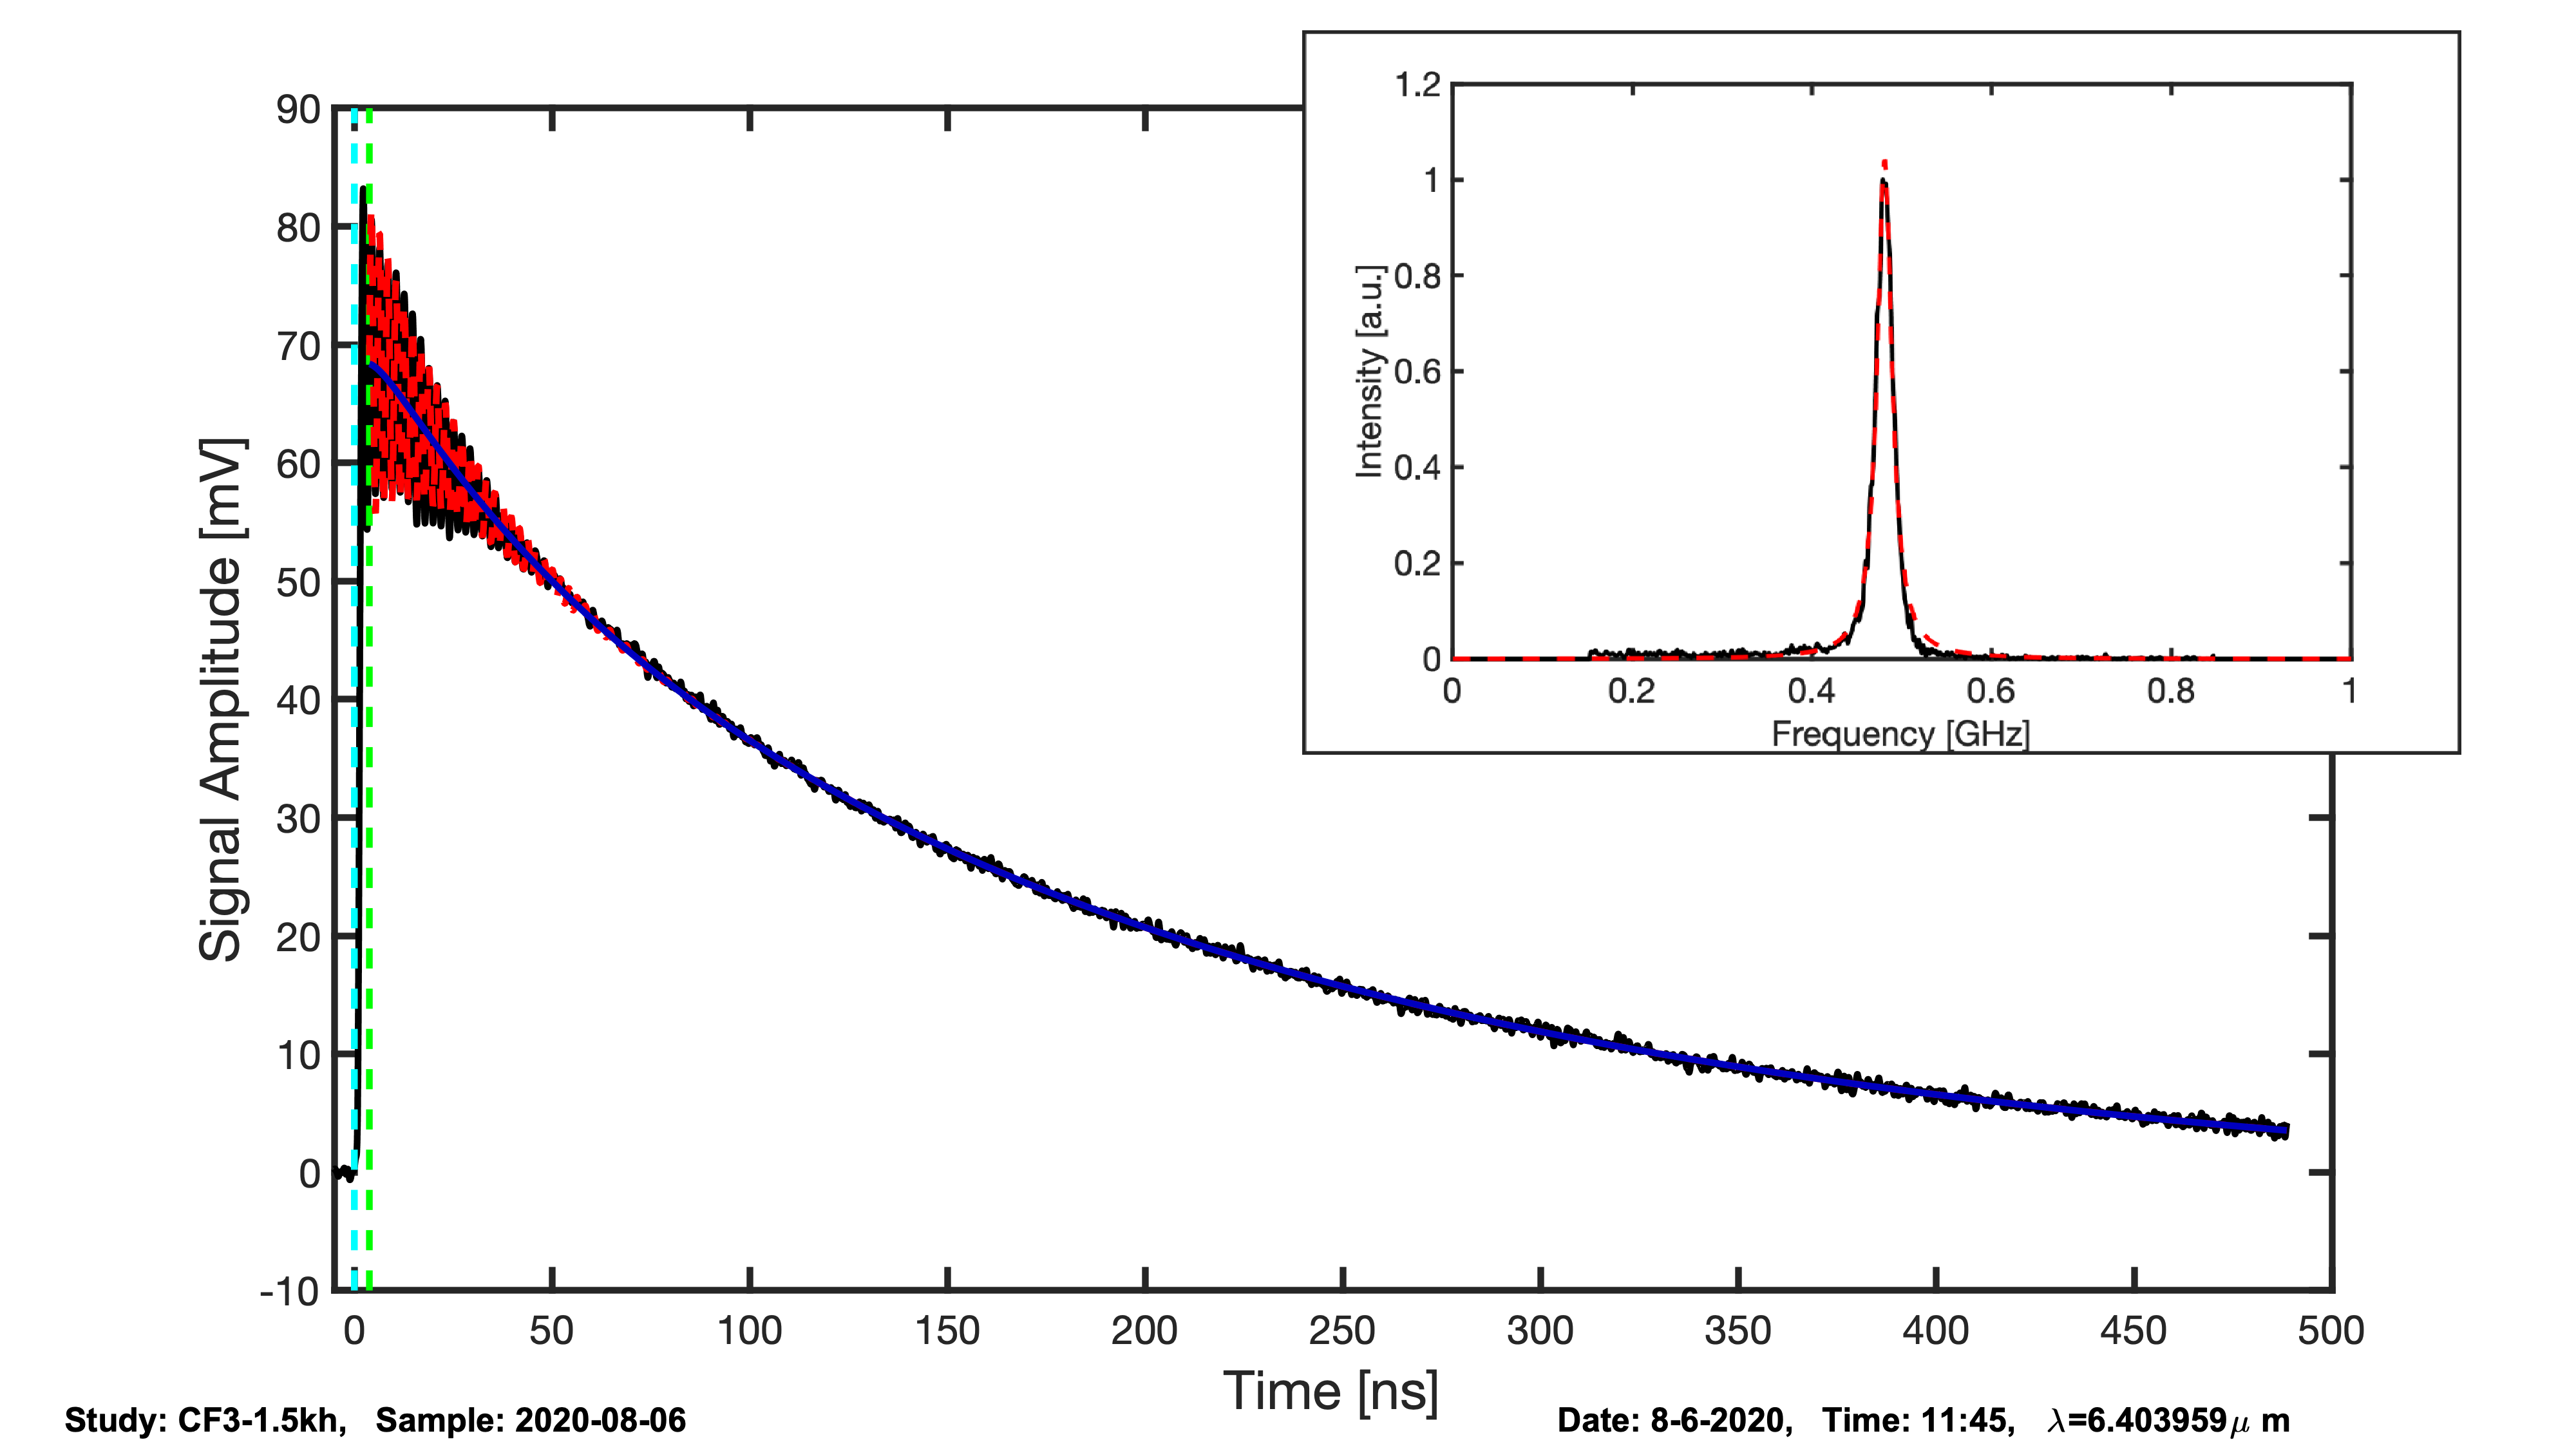 1.2
1
0.8
0.6
0.4
0.2
0
Intensity [a.u.]
0 0.2 0.4 0.6 0.8 1
Frequency [GHz]
90
80
70
60
50
40
30
20
10
0
-10
Signal Amplitude [mV]
0 50 100 150 200 250 300 350 400 450 500
Time [ns]
Study: CF3-1.5kh, Sample: 2020-08-06
Date: 8-6-2020, Time: 11:45, λ=6.403959μ m